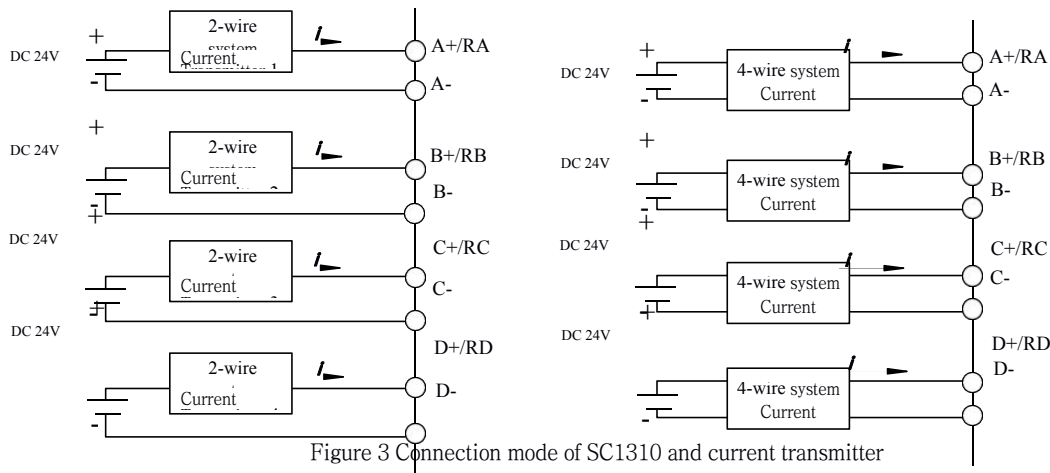 2-wire
system
Current
i
+
DC 24V
A+/RA
-
A-
+
2-wire
DC 24V
Current
i
B+/RB
-
B-
+
2-wire
DC 24V
Current
i
C+/RC
-
C-
+
2-wire
DC 24V
Current
i
D+/RD
-
D-
+
4-wire system
Current
DC 24V
i
A+/RA
-
A-
+
4-wire system
Current
DC 24V
i
B+/RB
-
B-
+
4-wire system
Current
DC 24V
i
C+/RC
-
C-
+
4-wire system
Current
DC 24V
i
D+/RD
-
D-
Figure 3 Connection mode of SC1310 and current transmitter